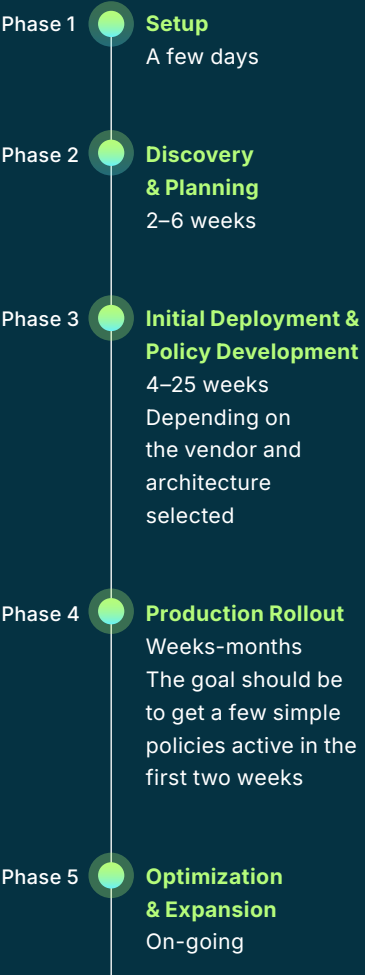 Phase 1
Setup
A few days
Phase 2
Discovery
& Planning
2–6 weeks
Phase 3
Initial Deployment &
Policy Development
4–25 weeks
Depending on
the vendor and
architecture
selected
Phase 4
Production Rollout
Weeks-months
The goal should be
to get a few simple
policies active in the
first two weeks
Phase 5
Optimization
& Expansion
On-going